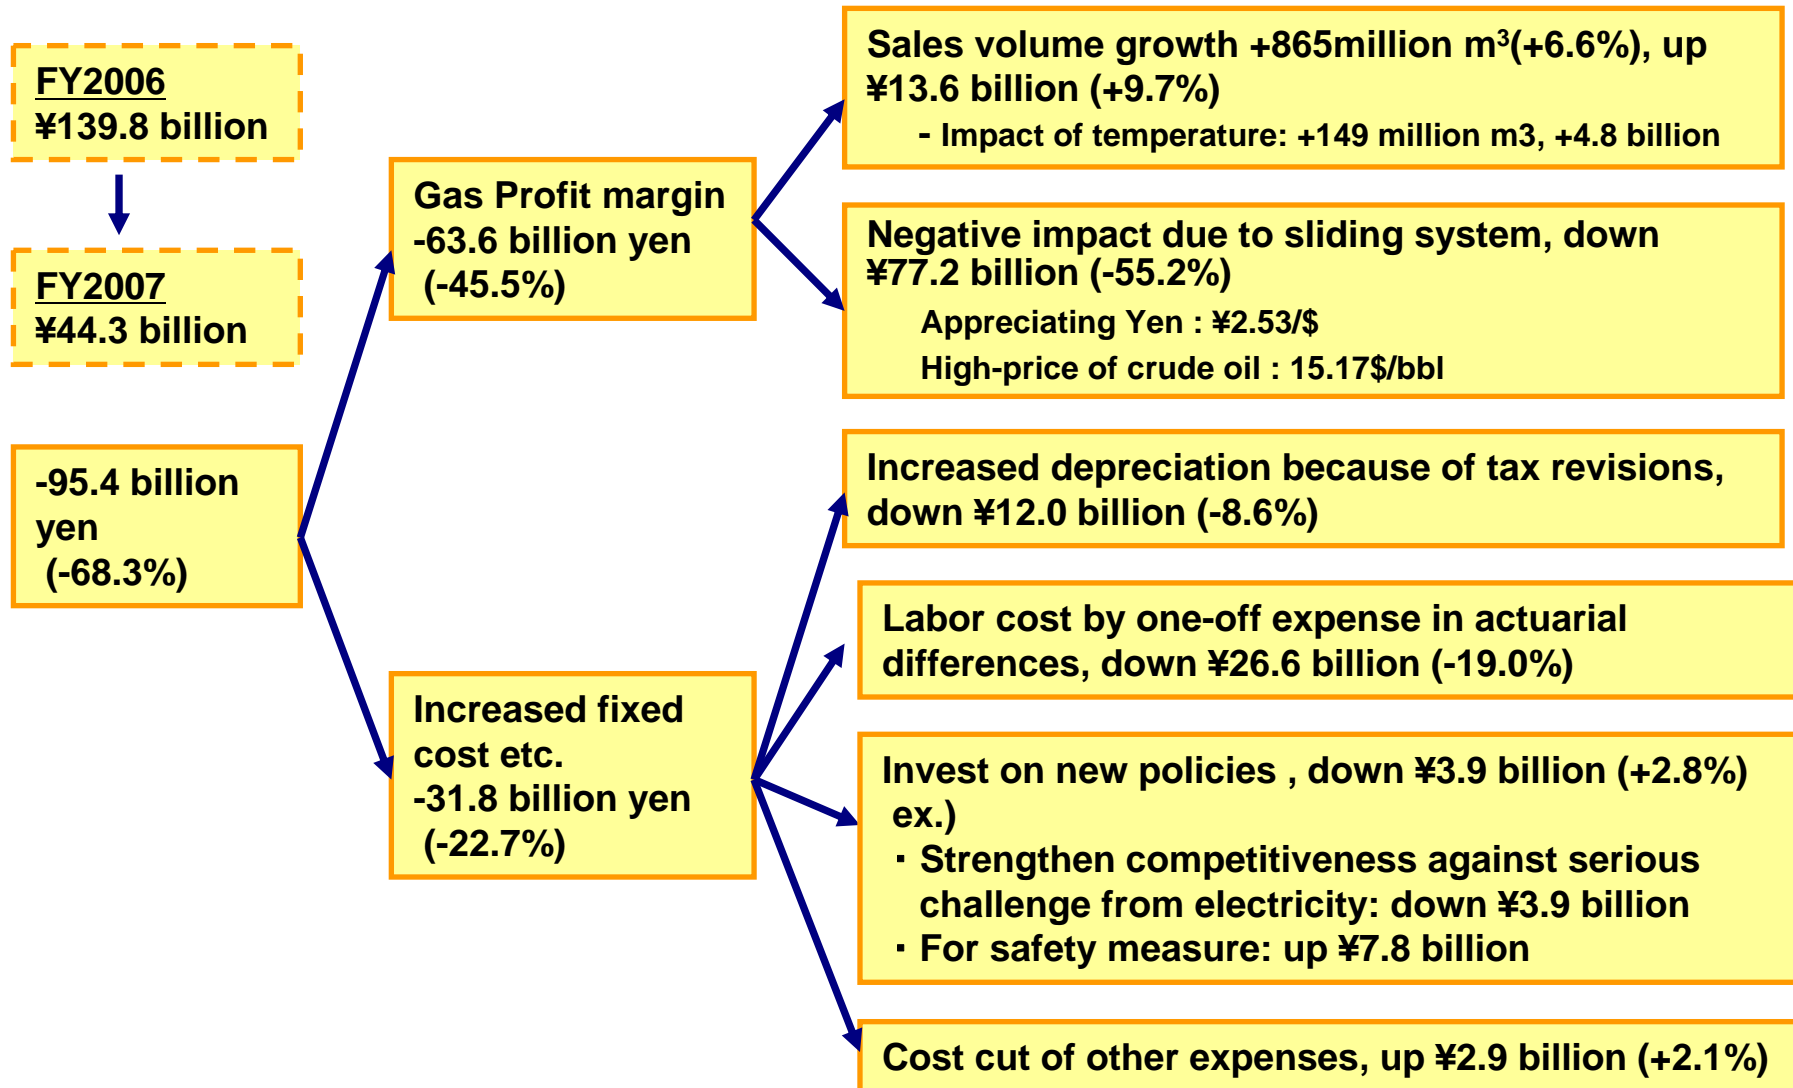 FY2006
¥139.8 billion
FY2007
¥44.3 billion
-95.4 billion
yen
(-68.3%)
Gas Profit margin
-63.6 billion yen
(-45.5%)
Increased fixed
cost etc.
-31.8 billion yen
(-22.7%)
Sales volume growth +865million m³(+6.6%), up
¥13.6 billion (+9.7%)
- Impact of temperature: +149 million m3, +4.8 billion
Negative impact due to sliding system, down
¥77.2 billion (-55.2%)
Appreciating Yen : ¥2.53/$
High-price of crude oil : 15.17$/bbl
Increased depreciation because of tax revisions,
down ¥12.0 billion (-8.6%)
Labor cost by one-off expense in actuarial
differences, down ¥26.6 billion (-19.0%)
Invest on new policies , down ¥3.9 billion (+2.8%)
ex.)
・Strengthen competitiveness against serious
challenge from electricity: down ¥3.9 billion
・For safety measure: up ¥7.8 billion
Cost cut of other expenses, up ¥2.9 billion (+2.1%)